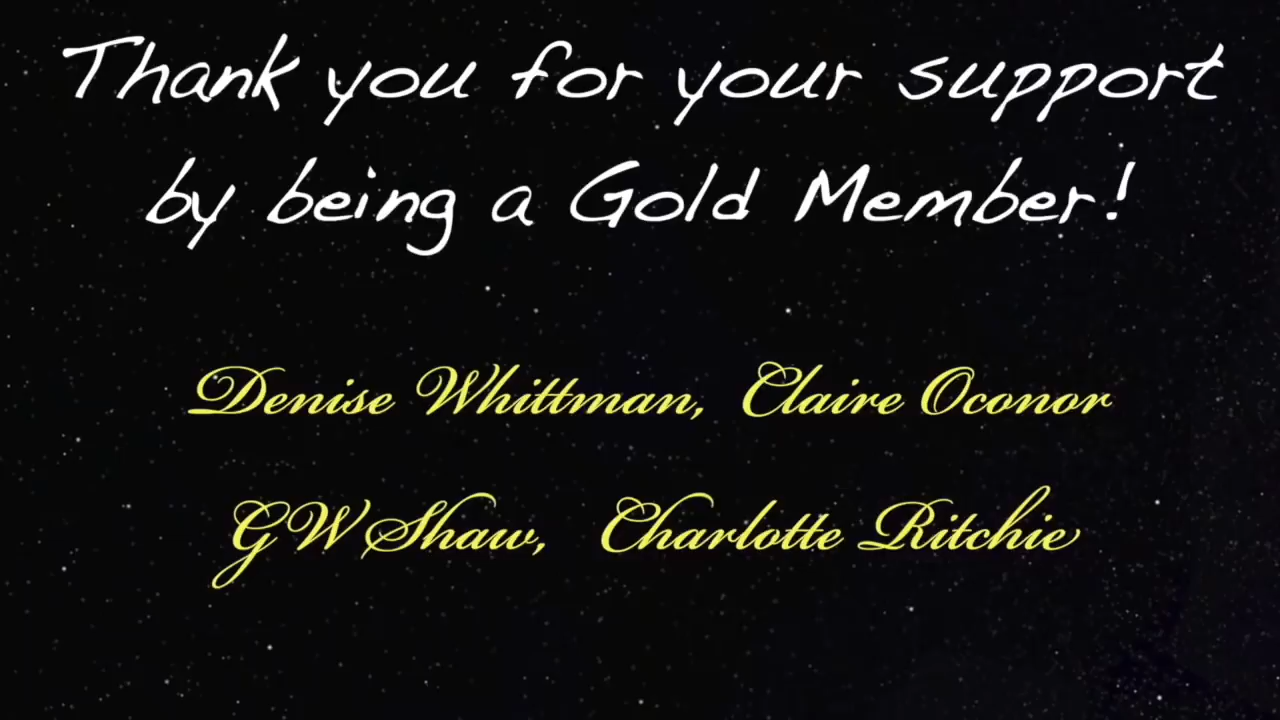 Thank you for your support
by being a Gold Member!
Denise Whittman, Claire Oconor
GW Shaw, Charlotte Ritchie